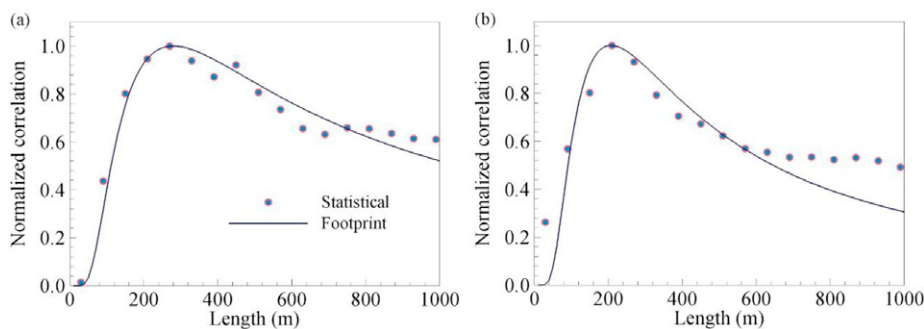 (a)
1.0
0.8
0.6
0.4
0.2
0.0
Normalized correlation
Statistical
Footprint
0 200 400 600 800 1000
Length (m)
(b)
1.0
0.8
0.6
0.4
0.2
0.0
Normalized correlation
0 200 400 600 800 1000
Length (m)